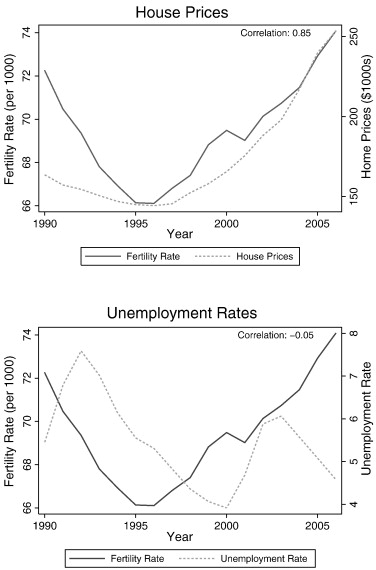 House Prices
Correlation: 0.85
Fertility Rate (per 1000)
74
72
70
68
66
Home Prices ($1000s)
250
200
150
1990
1995
2000
2005
Year
Fertility Rate
House Prices
Unemployment Rates
Correlation: −0.05
Fertility Rate (per 1000)
74
72
70
68
66
Unemployment Rate
8
7
6
5
4
1990
1995
2000
2005
Year
Fertility Rate
Unemployment Rate